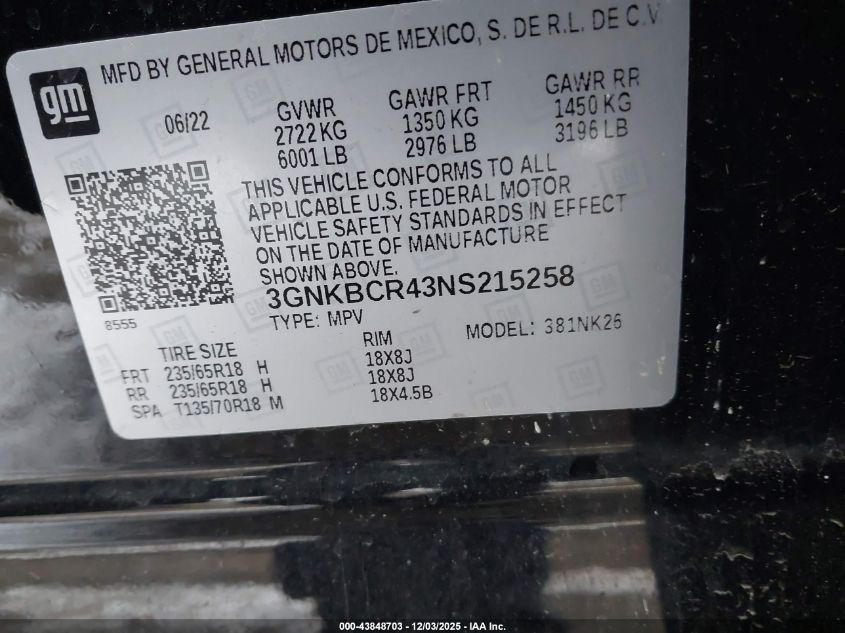 MFD BY GENERAL MOTORS DE MEXICO, S. DE R.L. DE C.V
gm
06/22
GVWR GAWR FRT GAWR RR
2722 KG 1350 KG 1450 KG
6001 LB 2976 LB 3196 LB
THIS VEHICLE CONFORMS TO ALL
APPLICABLE U.S. FEDERAL MOTOR
VEHICLE SAFETY STANDARDS IN EFFECT
ON THE DATE OF MANUFACTURE
SHOWN ABOVE.
3GNKBCR43NS215258
8555
TYPE: MPV MODEL: 381NK26
TIRE SIZE RIM
FRT 235/65R18 H 18X8J
RR 235/65R18 H 18X8J
SPA T135/70R18 M 18X4.5B
000-43848703 - 12/03/2025 - IAA Inc.